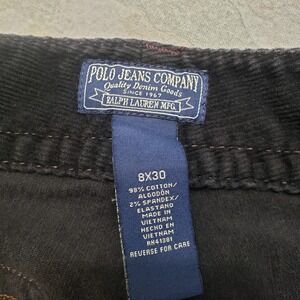 POLO JEANS COMPANY
Quality Denim Goods
SINCE 1967
RALPH LAUREN MFG.
8X30
98% COTTON/
ALGODÓN
2% SPANDEX/
ELASTANO
MADE IN
VIETNAM
HECHO EN
VIETNAM
RN41381
REVERSE FOR CARE